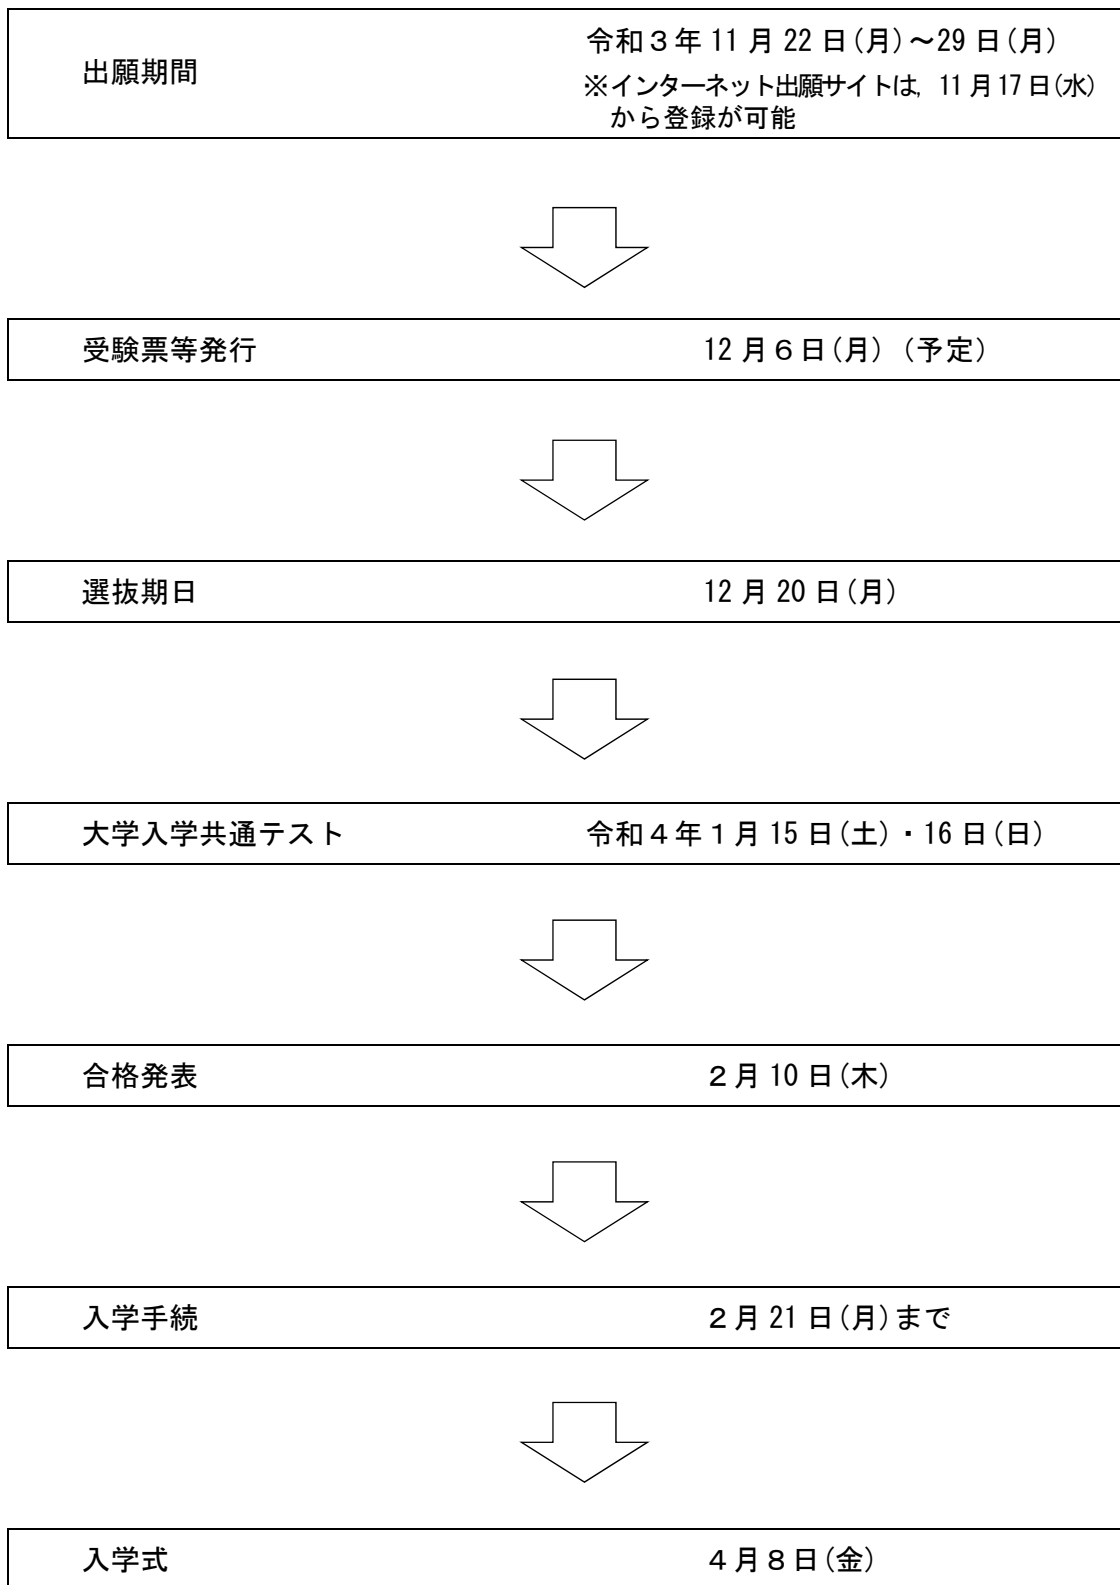 出願期間
令和３年 11 月 22 日(月)～29 日(月)
※インターネット出願サイトは，11 月 17 日(水)
から登録が可能
受験票等発行 12 月６日(月)（予定）
選抜期日 12 月 20 日(月)
大学入学共通テスト 令和４年１月 15 日(土)・16 日(日)
合格発表 ２月 10 日(木)
入学手続 ２月 21 日(月)まで
入学式 ４月８日(金)